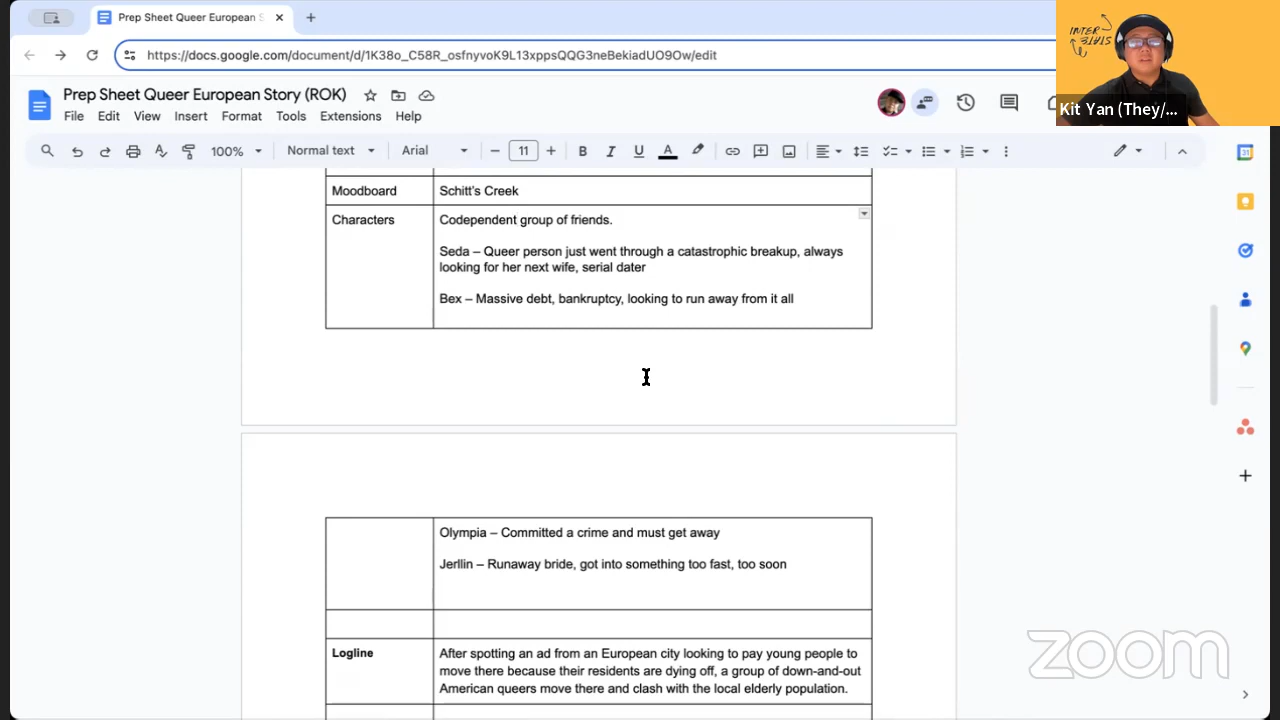 Prep Sheet Queer European S
https://docs.google.com/document/d/1K38o_C58R_osfnyvoK9L13xppsQQG3neBekiadUO9Ow/edit
INTER
STATE
Kit Yan (They/...
Prep Sheet Queer European Story (ROK)
File Edit View Insert Format Tools Extensions Help
100% Normal text Arial 11 B I U A
31
Moodboard Schitt's Creek
Characters Codependent group of friends.
Seda – Queer person just went through a catastrophic breakup, always
looking for her next wife, serial dater
Bex – Massive debt, bankruptcy, looking to run away from it all
Olympia – Committed a crime and must get away
Jerllin – Runaway bride, got into something too fast, too soon
Logline After spotting an ad from an European city looking to pay young people to
move there because their residents are dying off, a group of down-and-out
American queers move there and clash with the local elderly population.
zoom